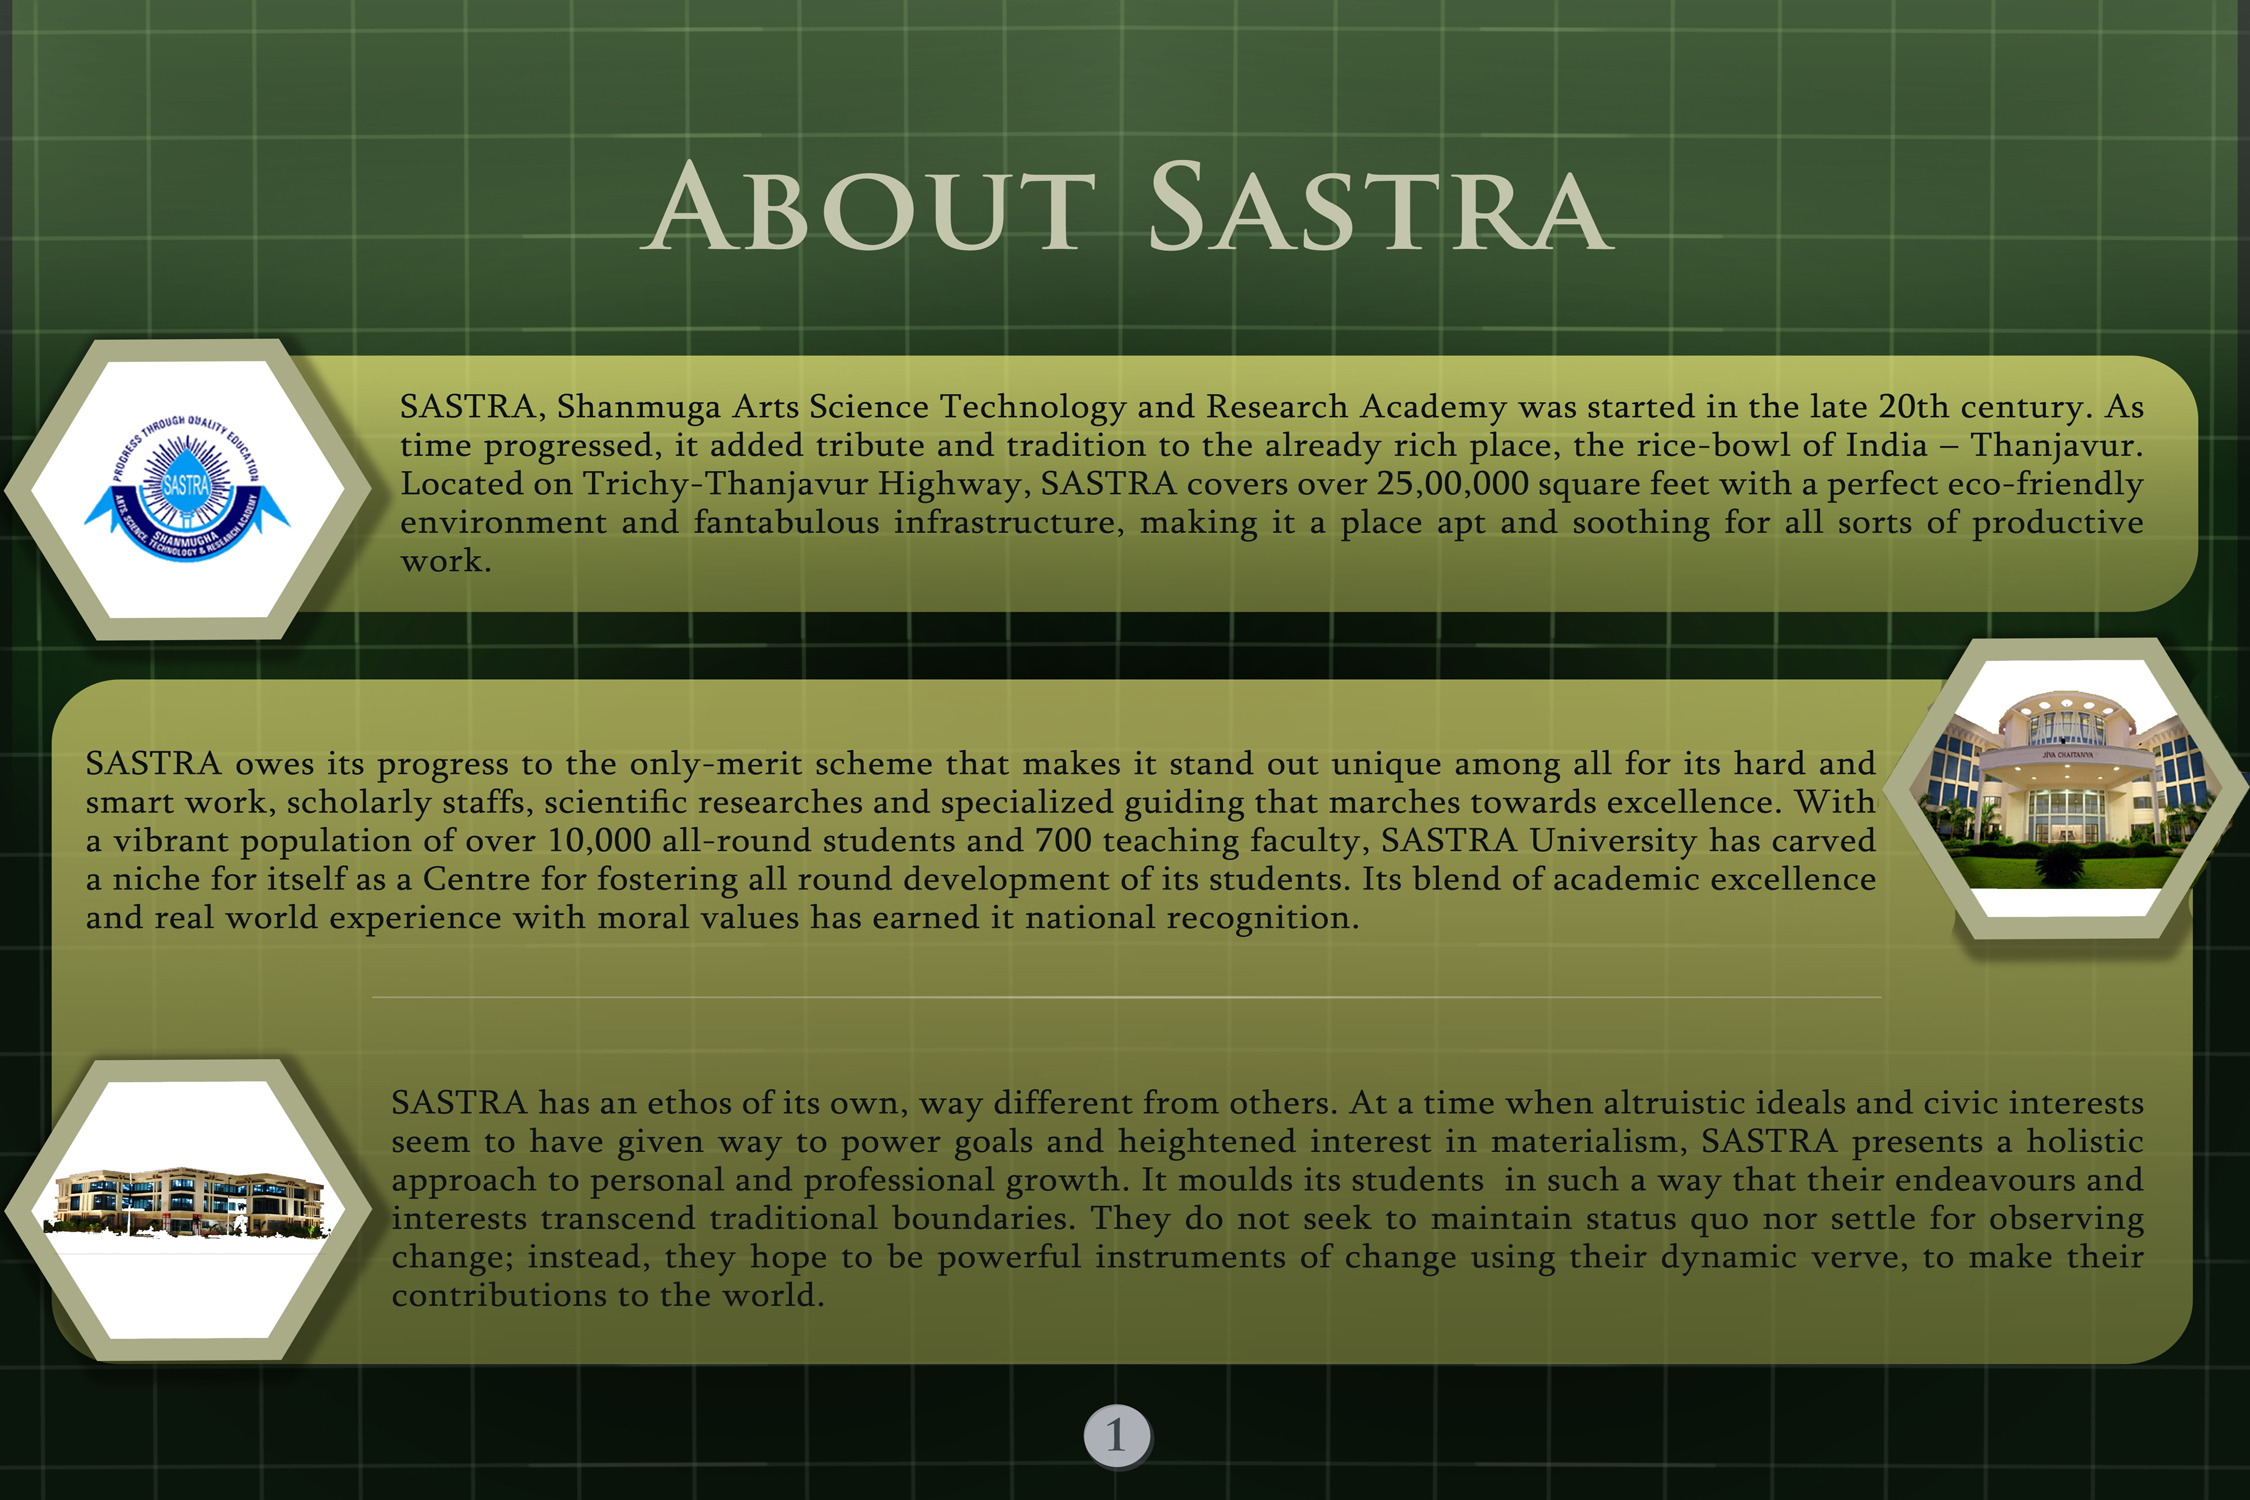 About Sastra
PROGRESS THROUGH QUALITY EDUCATION
SASTRA
SHANMUGHA
ARTS, SCIENCE, TECHNOLOGY & RESEARCH ACADEMY
SASTRA, Shanmuga Arts Science Technology and Research Academy was started in the late 20th century. As
time progressed, it added tribute and tradition to the already rich place, the rice-bowl of India – Thanjavur.
Located on Trichy-Thanjavur Highway, SASTRA covers over 25,00,000 square feet with a perfect eco-friendly
environment and fantabulous infrastructure, making it a place apt and soothing for all sorts of productive
work.
JIVA CHAITANYA
SASTRA owes its progress to the only-merit scheme that makes it stand out unique among all for its hard and
smart work, scholarly staffs, scientific researches and specialized guiding that marches towards excellence. With
a vibrant population of over 10,000 all-round students and 700 teaching faculty, SASTRA University has carved
a niche for itself as a Centre for fostering all round development of its students. Its blend of academic excellence
and real world experience with moral values has earned it national recognition.
SASTRA has an ethos of its own, way different from others. At a time when altruistic ideals and civic interests
seem to have given way to power goals and heightened interest in materialism, SASTRA presents a holistic
approach to personal and professional growth. It moulds its students in such a way that their endeavours and
interests transcend traditional boundaries. They do not seek to maintain status quo nor settle for observing
change; instead, they hope to be powerful instruments of change using their dynamic verve, to make their
contributions to the world.
1